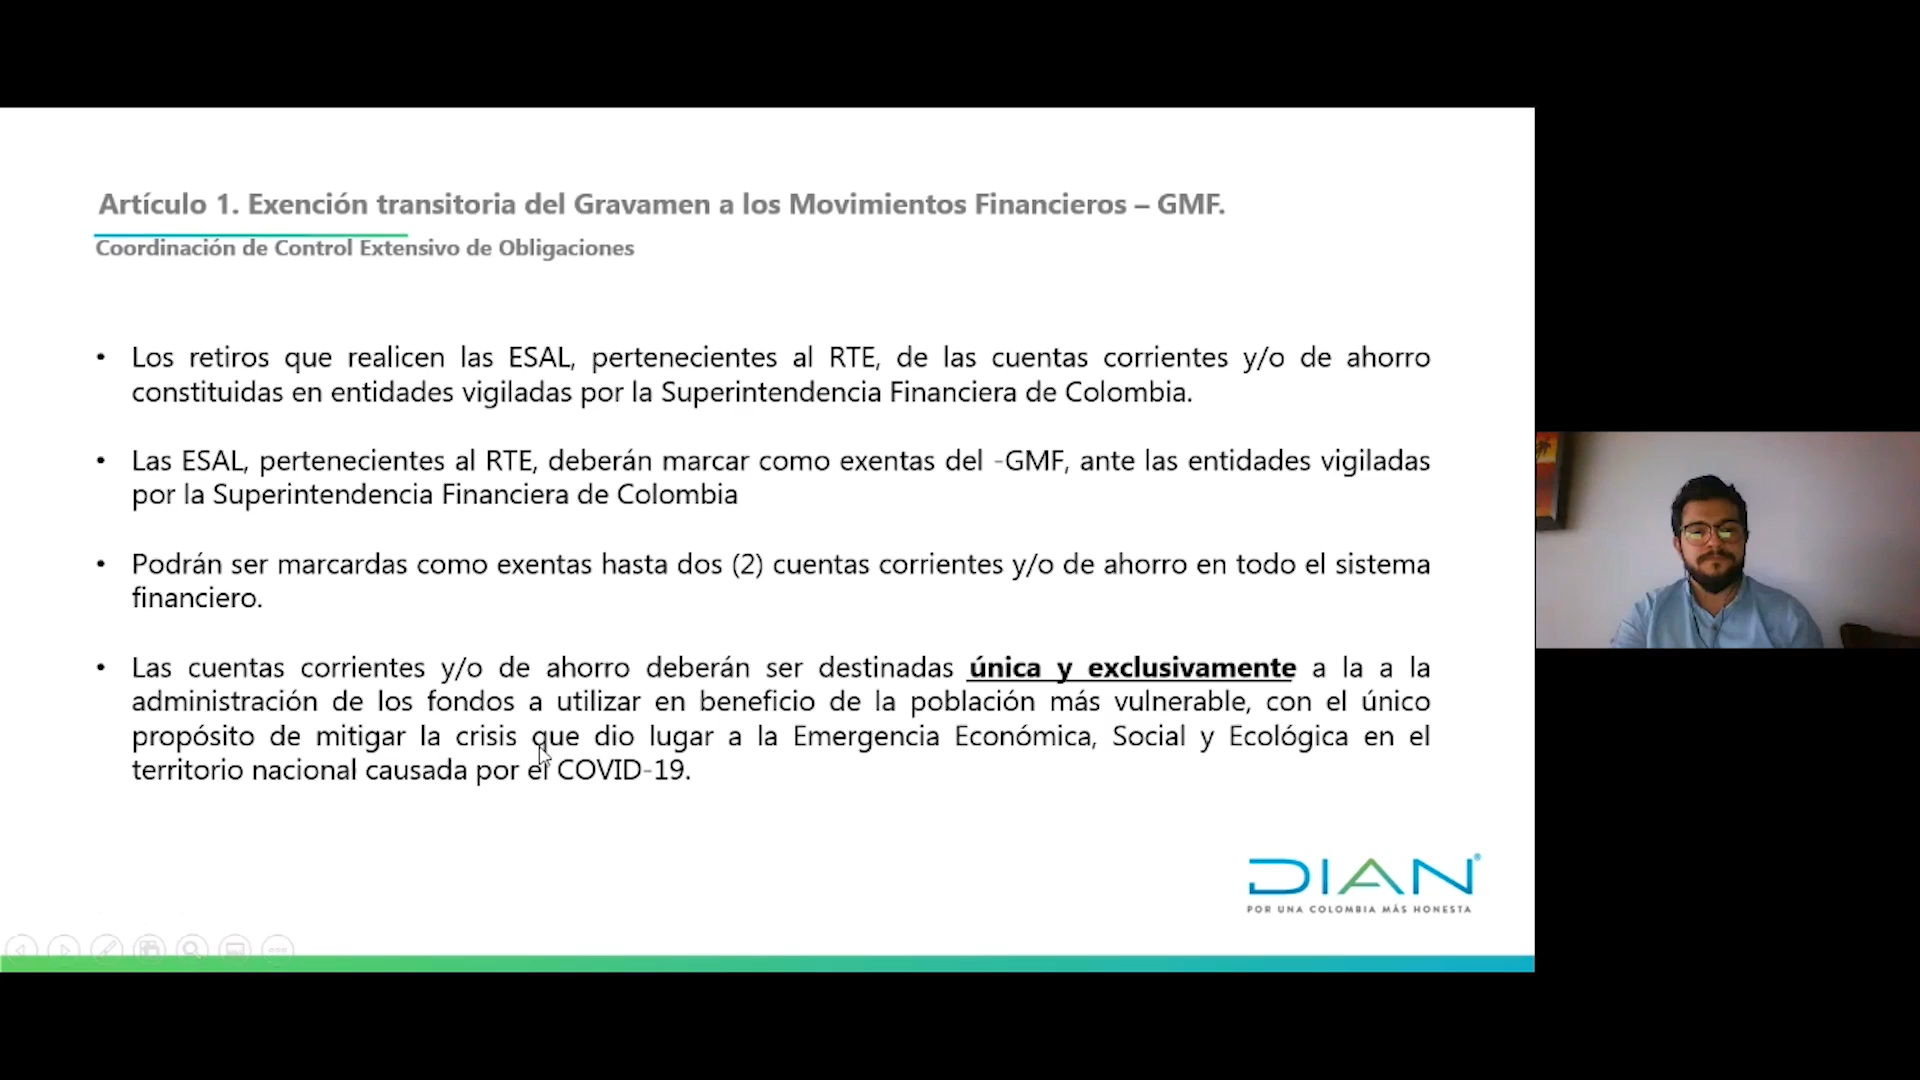 Artículo 1. Exención transitoria del Gravamen a los Movimientos Financieros – GMF.
Coordinación de Control Extensivo de Obligaciones
• Los retiros que realicen las ESAL, pertenecientes al RTE, de las cuentas corrientes y/o de ahorro
constituidas en entidades vigiladas por la Superintendencia Financiera de Colombia.
• Las ESAL, pertenecientes al RTE, deberán marcar como exentas del -GMF, ante las entidades vigiladas
por la Superintendencia Financiera de Colombia
• Podrán ser marcardas como exentas hasta dos (2) cuentas corrientes y/o de ahorro en todo el sistema
financiero.
• Las cuentas corrientes y/o de ahorro deberán ser destinadas única y exclusivamente a la a la
administración de los fondos a utilizar en beneficio de la población más vulnerable, con el único
propósito de mitigar la crisis que dio lugar a la Emergencia Económica, Social y Ecológica en el
territorio nacional causada por el COVID-19.
DIAN®
POR UNA COLOMBIA MÁS HONESTA